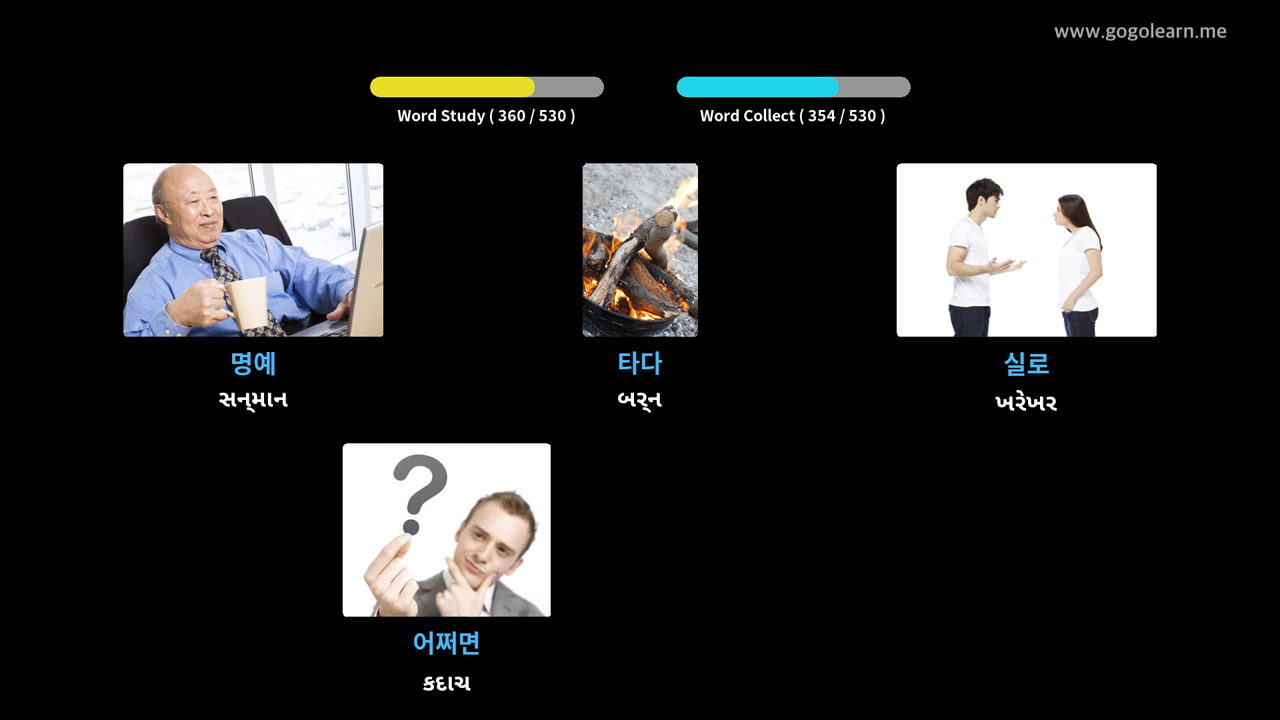 www.gogolearn.me
Word Study ( 360 / 530 )
Word Collect ( 354 / 530 )
명예
સન્‌માન
타다
બર્‌ન
실로
ખરેખર
어쩌면
કદાચ